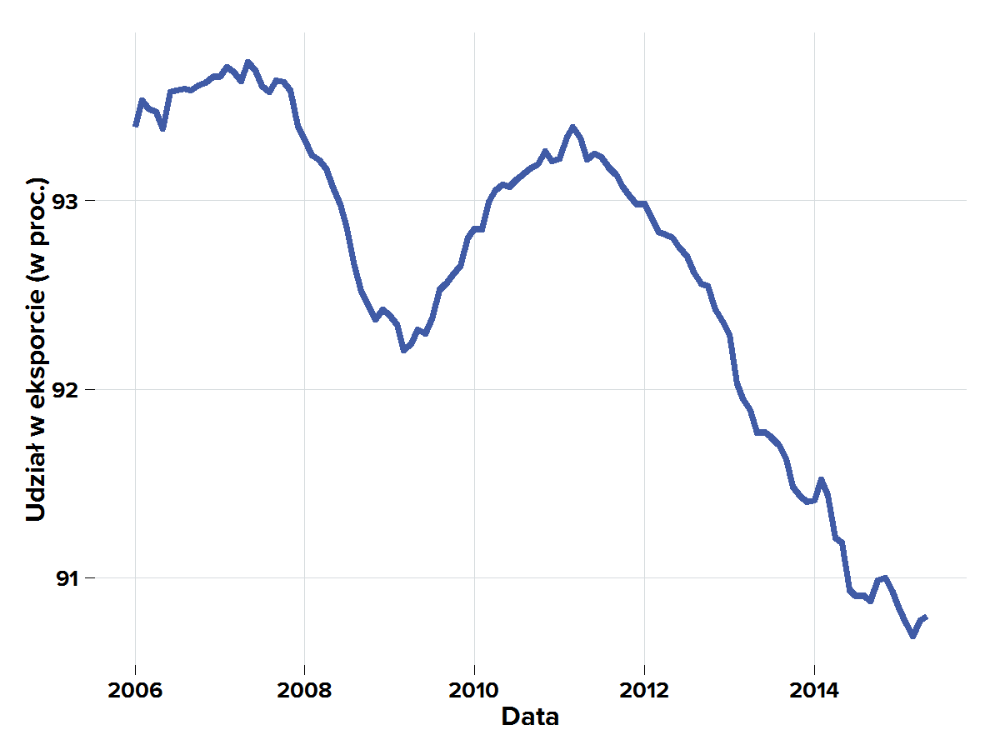 Udział w eksporcie (w proc.)
93
92
91
2006 2008 2010 2012 2014
Data